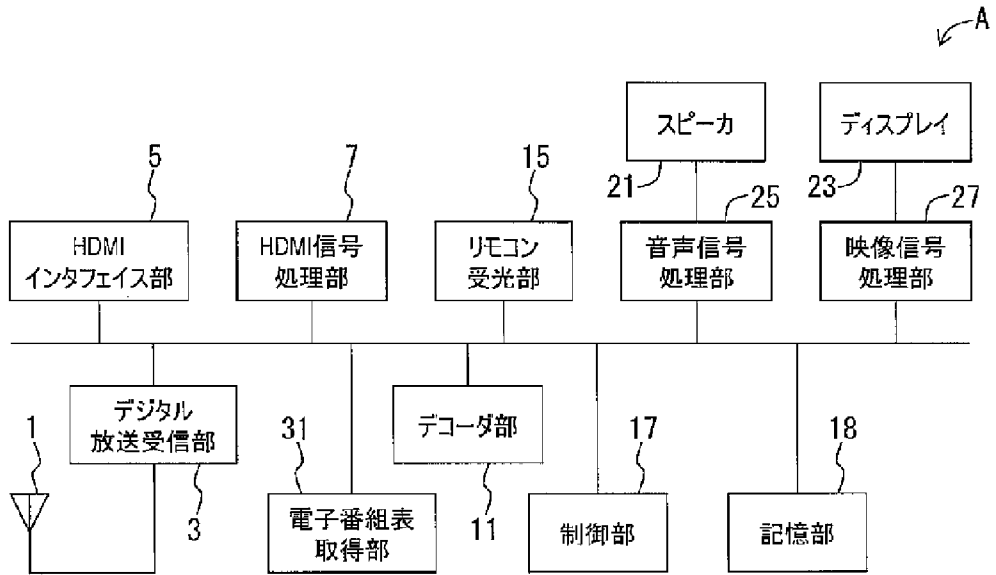 A
スピーカ
ディスプレイ
5
7
15
21
25
23
27
HDMI
インタフェイス部
HDMI信号
処理部
リモコン
受光部
音声信号
処理部
映像信号
処理部
デジタル
放送受信部
デコーダ部
1
31
17
18
3
11
電子番組表
取得部
制御部
記憶部